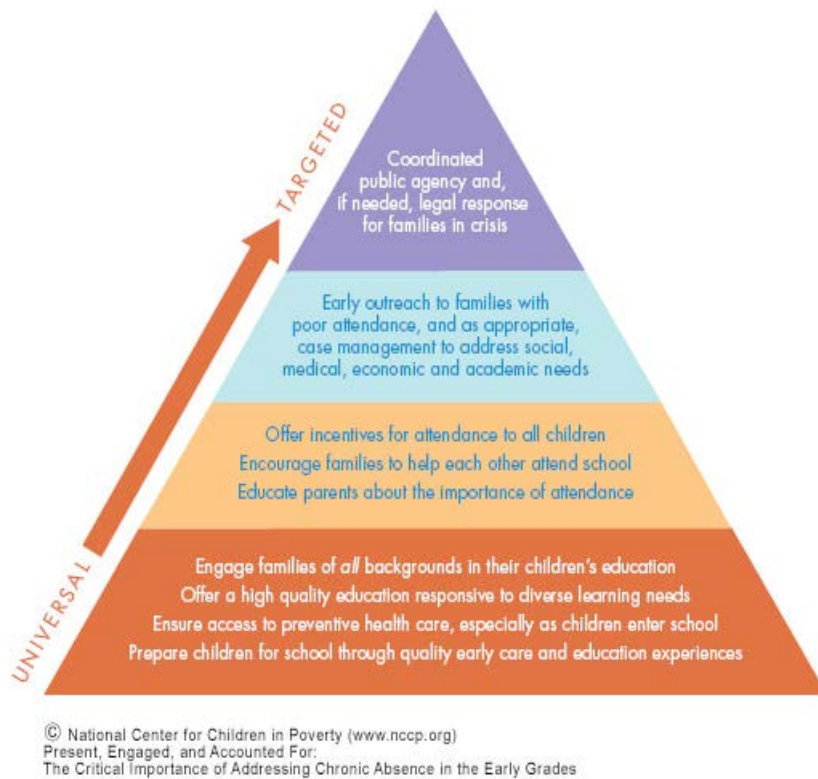 TARGETED
UNIVERSAL
Coordinated
public agency and,
if needed, legal response
for families in crisis
Early outreach to families with
poor attendance, and as appropriate,
case management to address social,
medical, economic and academic needs
Offer incentives for attendance to all children
Encourage families to help each other attend school
Educate parents about the importance of attendance
Engage families of all backgrounds in their children's education
Offer a high quality education responsive to diverse learning needs
Ensure access to preventive health care, especially as children enter school
Prepare children for school through quality early care and education experiences
© National Center for Children in Poverty (www.nccp.org)
Present, Engaged, and Accounted For:
The Critical Importance of Addressing Chronic Absence in the Early Grades